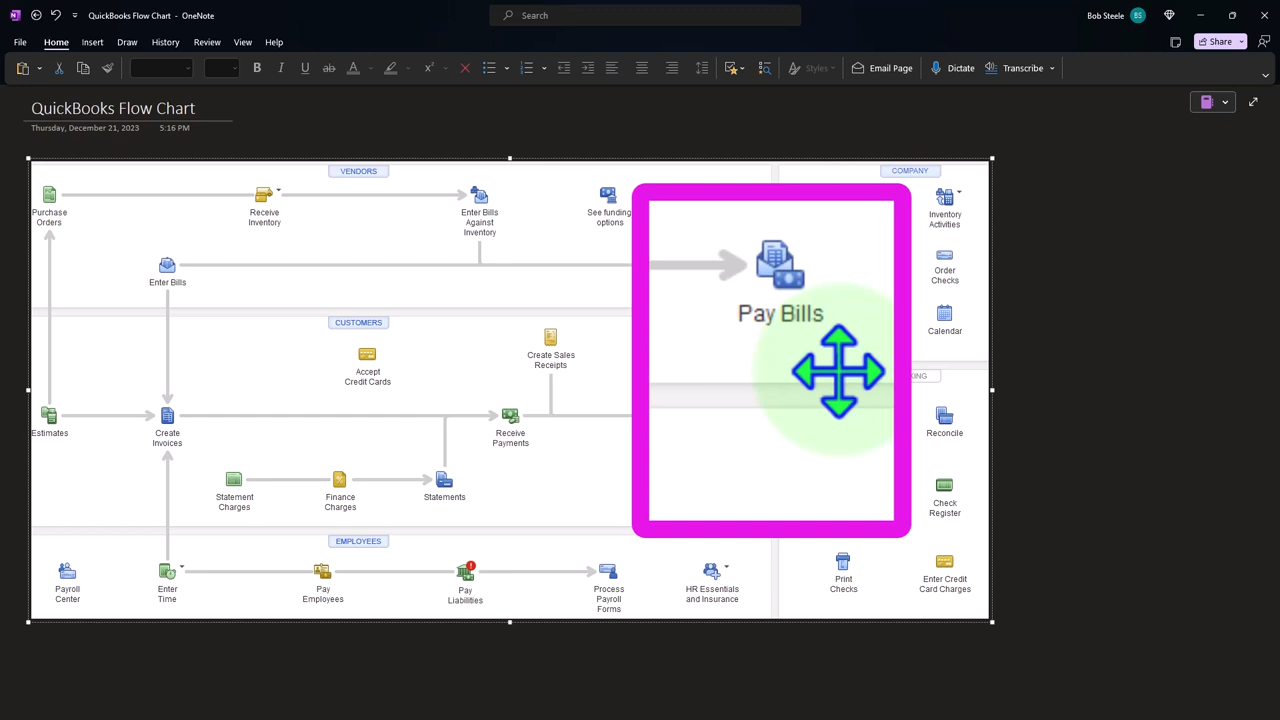 QuickBooks Flow Chart - OneNote
Search
Bob Steele
BS
File
Home
Insert
Draw
History
Review
View
Help
Share
B
I
U
ab
A
Styles
Email Page
Dictate
Transcribe
QuickBooks Flow Chart
Thursday, December 21, 2023
5:16 PM
VENDORS
COMPANY
Purchase
Orders
Receive
Inventory
Enter Bills
Against
Inventory
See funding
options
Inventory
Activities
Enter Bills
Pay Bills
Order
Checks
Calendar
CUSTOMERS
Accept
Credit Cards
Create Sales
Receipts
KING
Estimates
Create
Invoices
Receive
Payments
Reconcile
Statement
Charges
Finance
Charges
Statements
Check
Register
EMPLOYEES
Payroll
Center
Enter
Time
Pay
Employees
Pay
Liabilities
Process
Payroll
Forms
HR Essentials
and Insurance
Print
Checks
Enter Credit
Card Charges